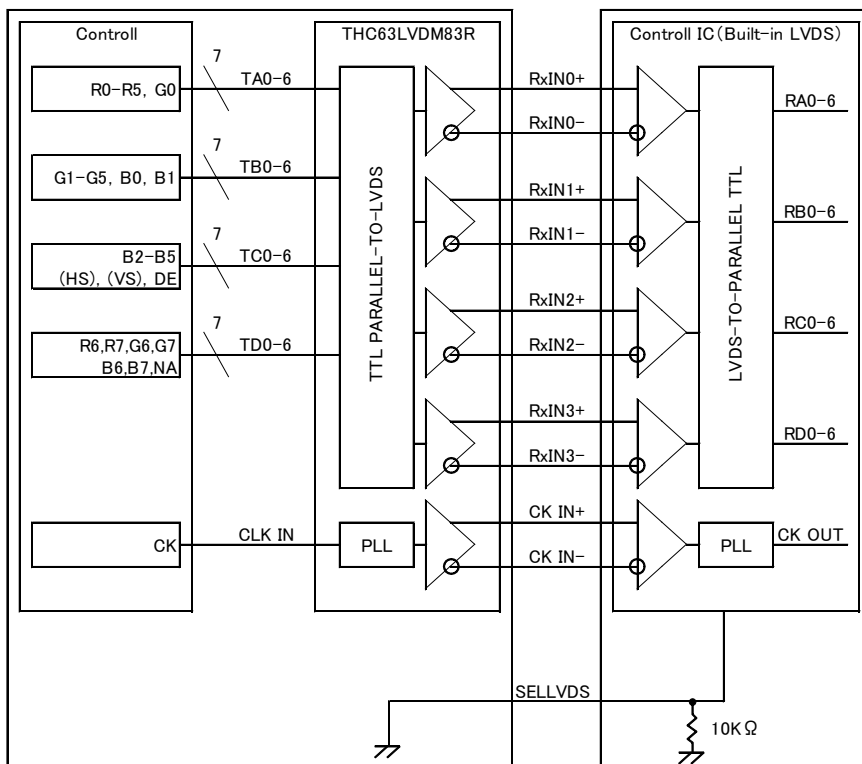 Controll
THC63LVDM83R
Controll IC(Built-in LVDS)
R0-R5, G0
7
TA0-6
RxIN0+
RxIN0-
RA0-6
G1-G5, B0, B1
7
TB0-6
RxIN1+
RxIN1-
RB0-6
B2-B5
(HS), (VS), DE
7
TC0-6
RxIN2+
RxIN2-
RC0-6
R6,R7,G6,G7
B6,B7,NA
7
TD0-6
RxIN3+
RxIN3-
RD0-6
TTL PARALLEL-TO-LVDS
LVDS-TO-PARALLEL TTL
CK
CLK IN
PLL
CK IN+
CK IN-
PLL
CK OUT
SELLVDS
10KΩ